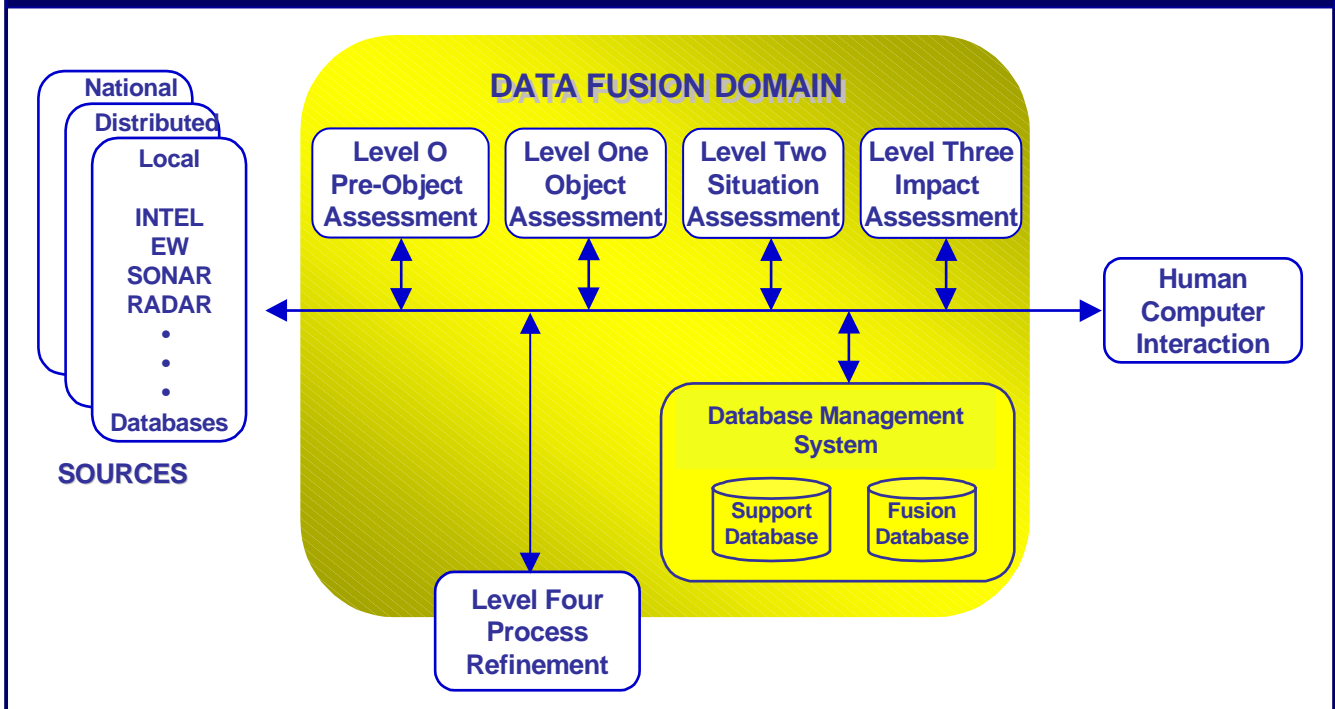 DATA FUSION DOMAIN
National
Distributed
Local
INTEL
EW
SONAR
RADAR
•
•
•
Databases
SOURCES
Level O
Pre-Object
Assessment
Level One
Object
Assessment
Level Two
Situation
Assessment
Level Three
Impact
Assessment
Human
Computer
Interaction
Database Management
System
Support
Database
Fusion
Database
Level Four
Process
Refinement